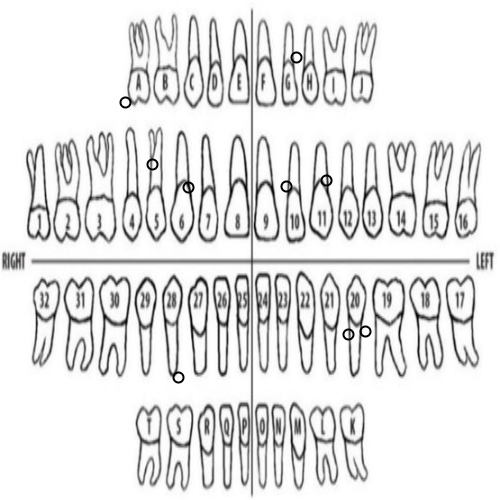 A B C D E F G H I J
1 2 3 4 5 6 7 8 9 10 11 12 13 14 15 16
RIGHT LEFT
32 31 30 29 28 27 26 25 24 23 22 21 20 19 18 17
T S R Q P O N M L K